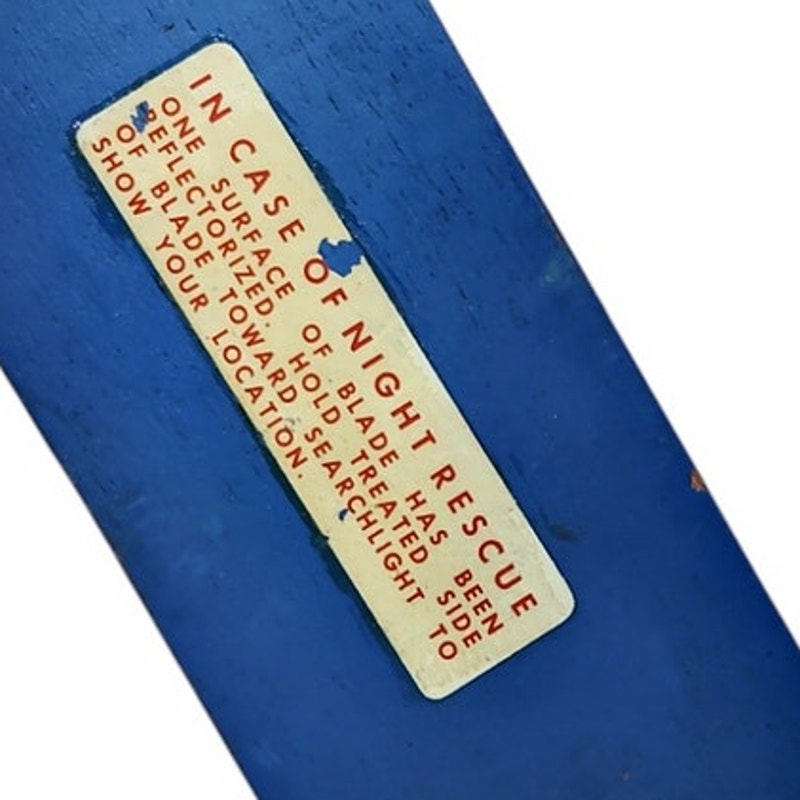 IN CASE OF NIGHT RESCUE
ONE SURFACE OF BLADE HAS BEEN
REFLECTORIZED. HOLD TREATED SIDE
OF BLADE TOWARD SEARCHLIGHT TO
SHOW YOUR LOCATION.